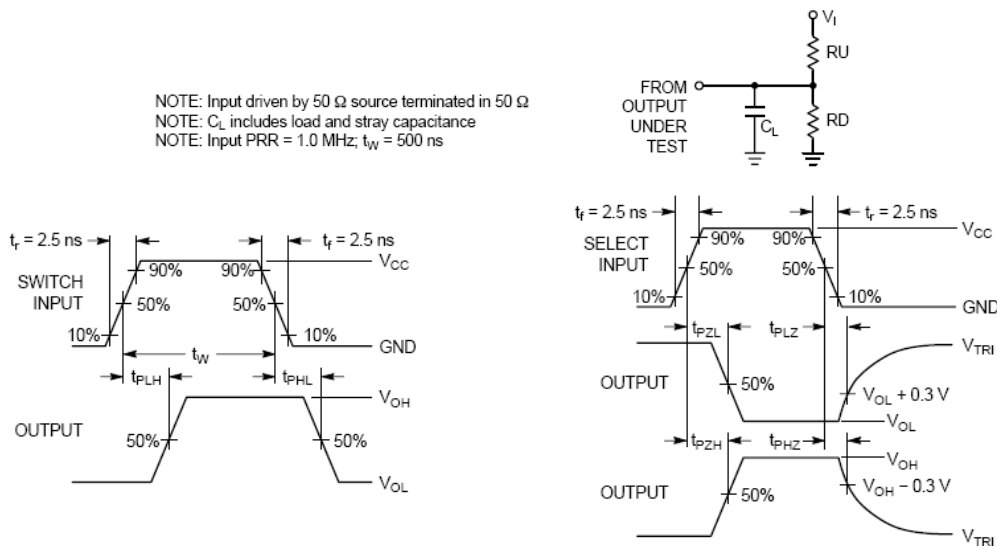 NOTE: Input driven by 50 Ω source terminated in 50 Ω
NOTE: CL includes load and stray capacitance
NOTE: Input PRR = 1.0 MHz; tW = 500 ns
VI
RU
FROM
OUTPUT
UNDER
TEST
CL
RD
tr = 2.5 ns
tf = 2.5 ns
SWITCH
INPUT
90%
90%
VCC
50%
50%
10%
10%
GND
tW
tPLH
tPHL
OUTPUT
VOH
50%
50%
VOL
tf = 2.5 ns
tr = 2.5 ns
SELECT
INPUT
90%
90%
VCC
50%
50%
10%
10%
GND
tPZL
tPLZ
VTRI
OUTPUT
50%
VOL + 0.3 V
VOL
tPZH
tPHZ
VOH
OUTPUT
50%
VOH – 0.3 V
VTRI